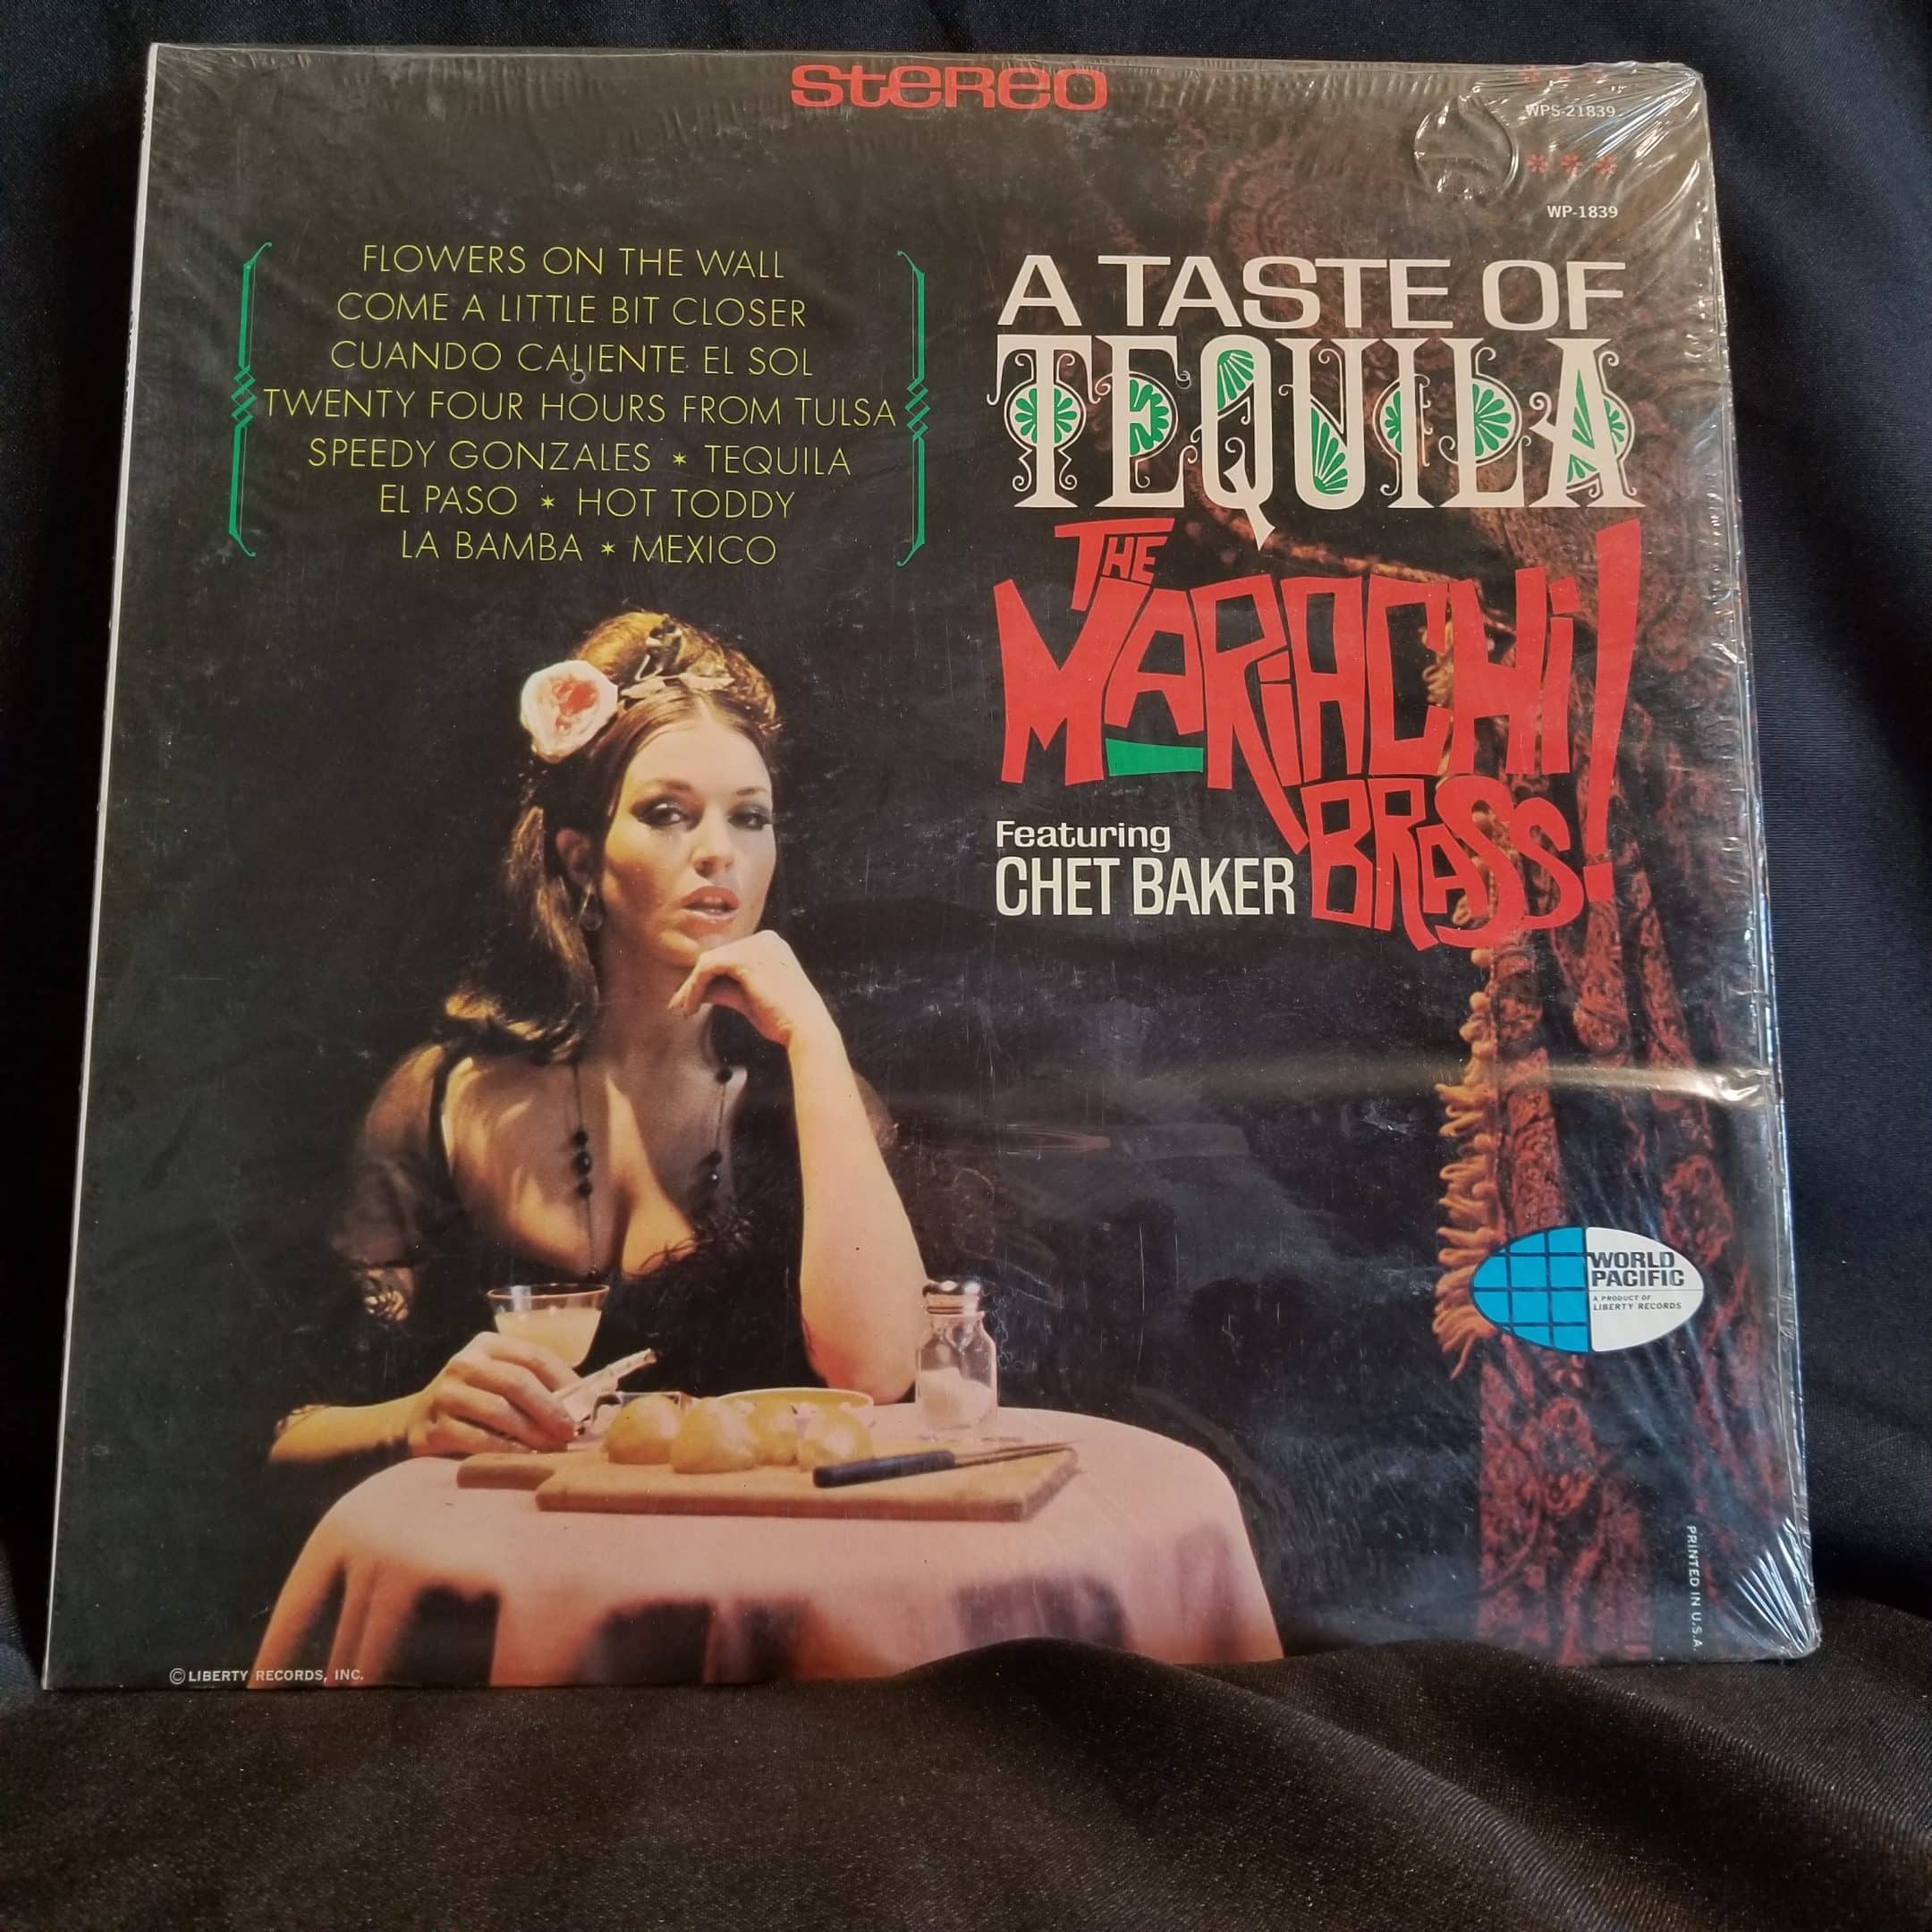 STEREO
WPS-21839
* * *
WP-1839
FLOWERS ON THE WALL
COME A LITTLE BIT CLOSER
CUANDO CALIENTE EL SOL
TWENTY FOUR HOURS FROM TULSA
SPEEDY GONZALES * TEQUILA
EL PASO * HOT TODDY
LA BAMBA * MEXICO
A TASTE OF
TEQUILA
THE
MARIACHI
BRASS!
Featuring
CHET BAKER
WORLD
PACIFIC
A PRODUCT OF
LIBERTY RECORDS
PRINTED IN U.S.A.
©LIBERTY RECORDS, INC.